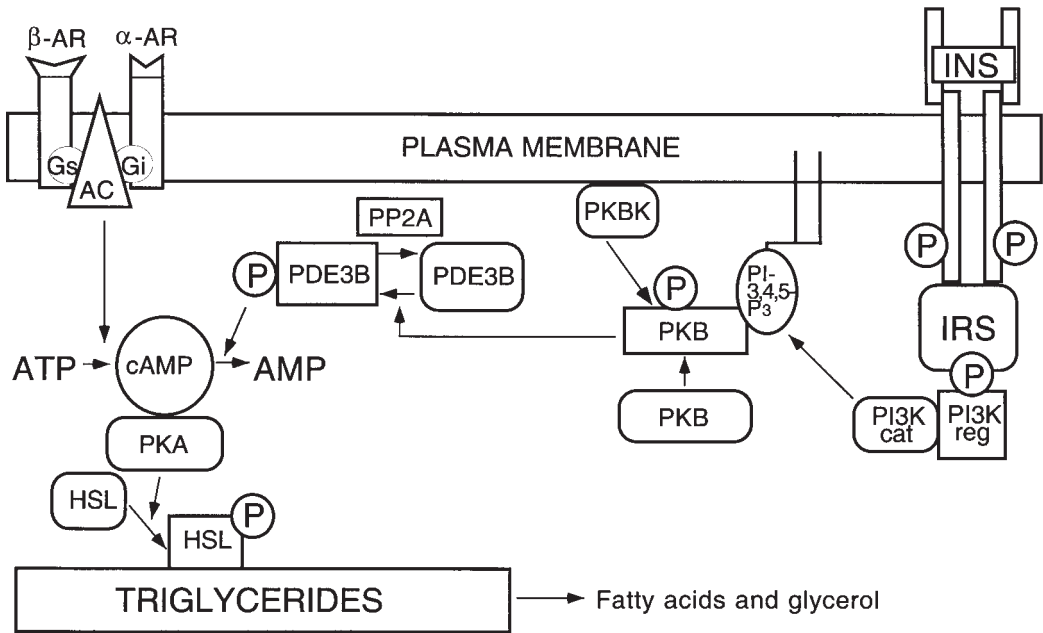 β-AR
α-AR
INS
PLASMA MEMBRANE
Gs
AC
Gi
PKBK
PP2A
P
P
P
PDE3B
PDE3B
P
PI-
3,4,5-
P3
PKB
IRS
P
ATP
cAMP
AMP
PKB
PI3K
cat
PI3K
reg
PKA
HSL
P
HSL
TRIGLYCERIDES
Fatty acids and glycerol